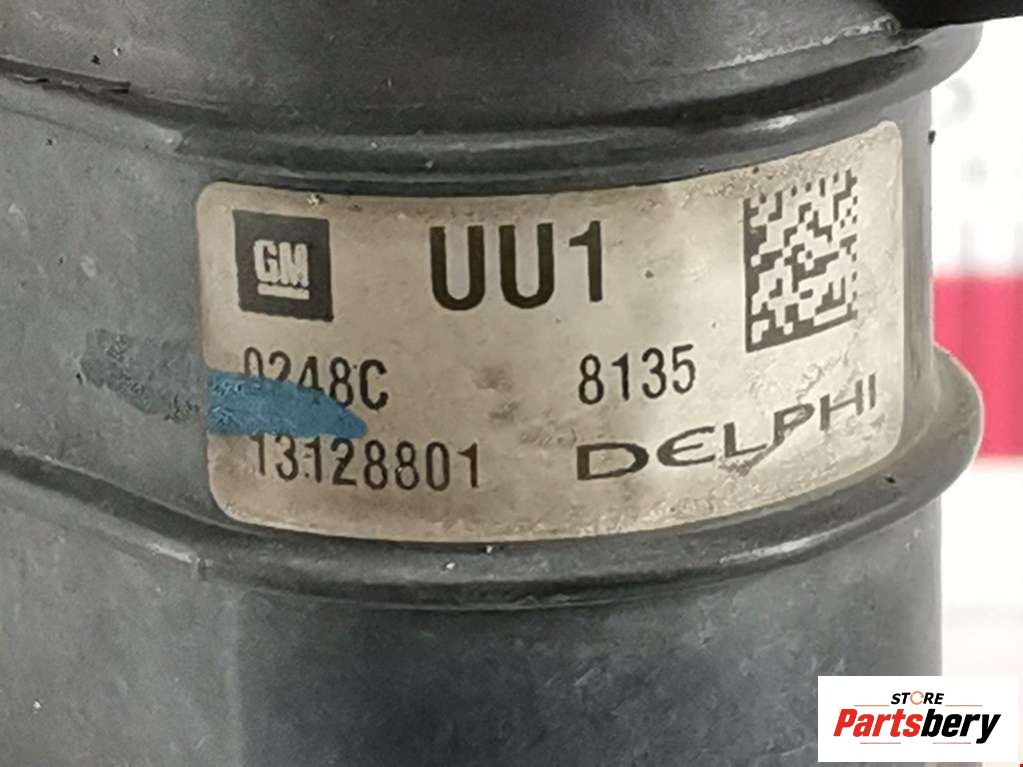 GM
UU1
0248C
8135
13128801
DELPHI
STORE
Partsbery